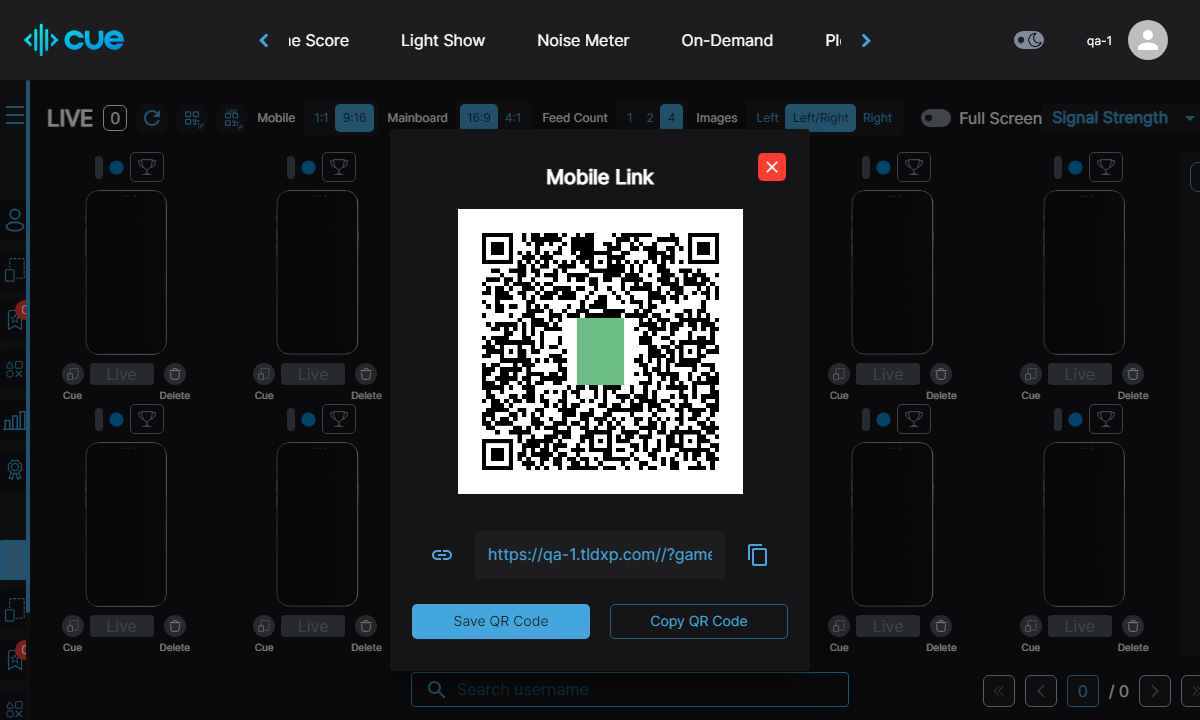 cue
e Score Light Show Noise Meter On-Demand qa-1
LIVE 0 Mobile 1:1 9:16 Mainboard 16:9 4:1 Feed Count 1 2 4 Images Left Left/Right Right Full Screen Signal Strength
Mobile Link
Live Live Live Live
Cue Delete Cue Delete Cue Delete Cue Delete
https://qa-1.tldxp.com//?game
Save QR Code Copy QR Code
Live Live Live Live
Cue Delete Cue Delete Cue Delete Cue Delete
Search username
0 / 0